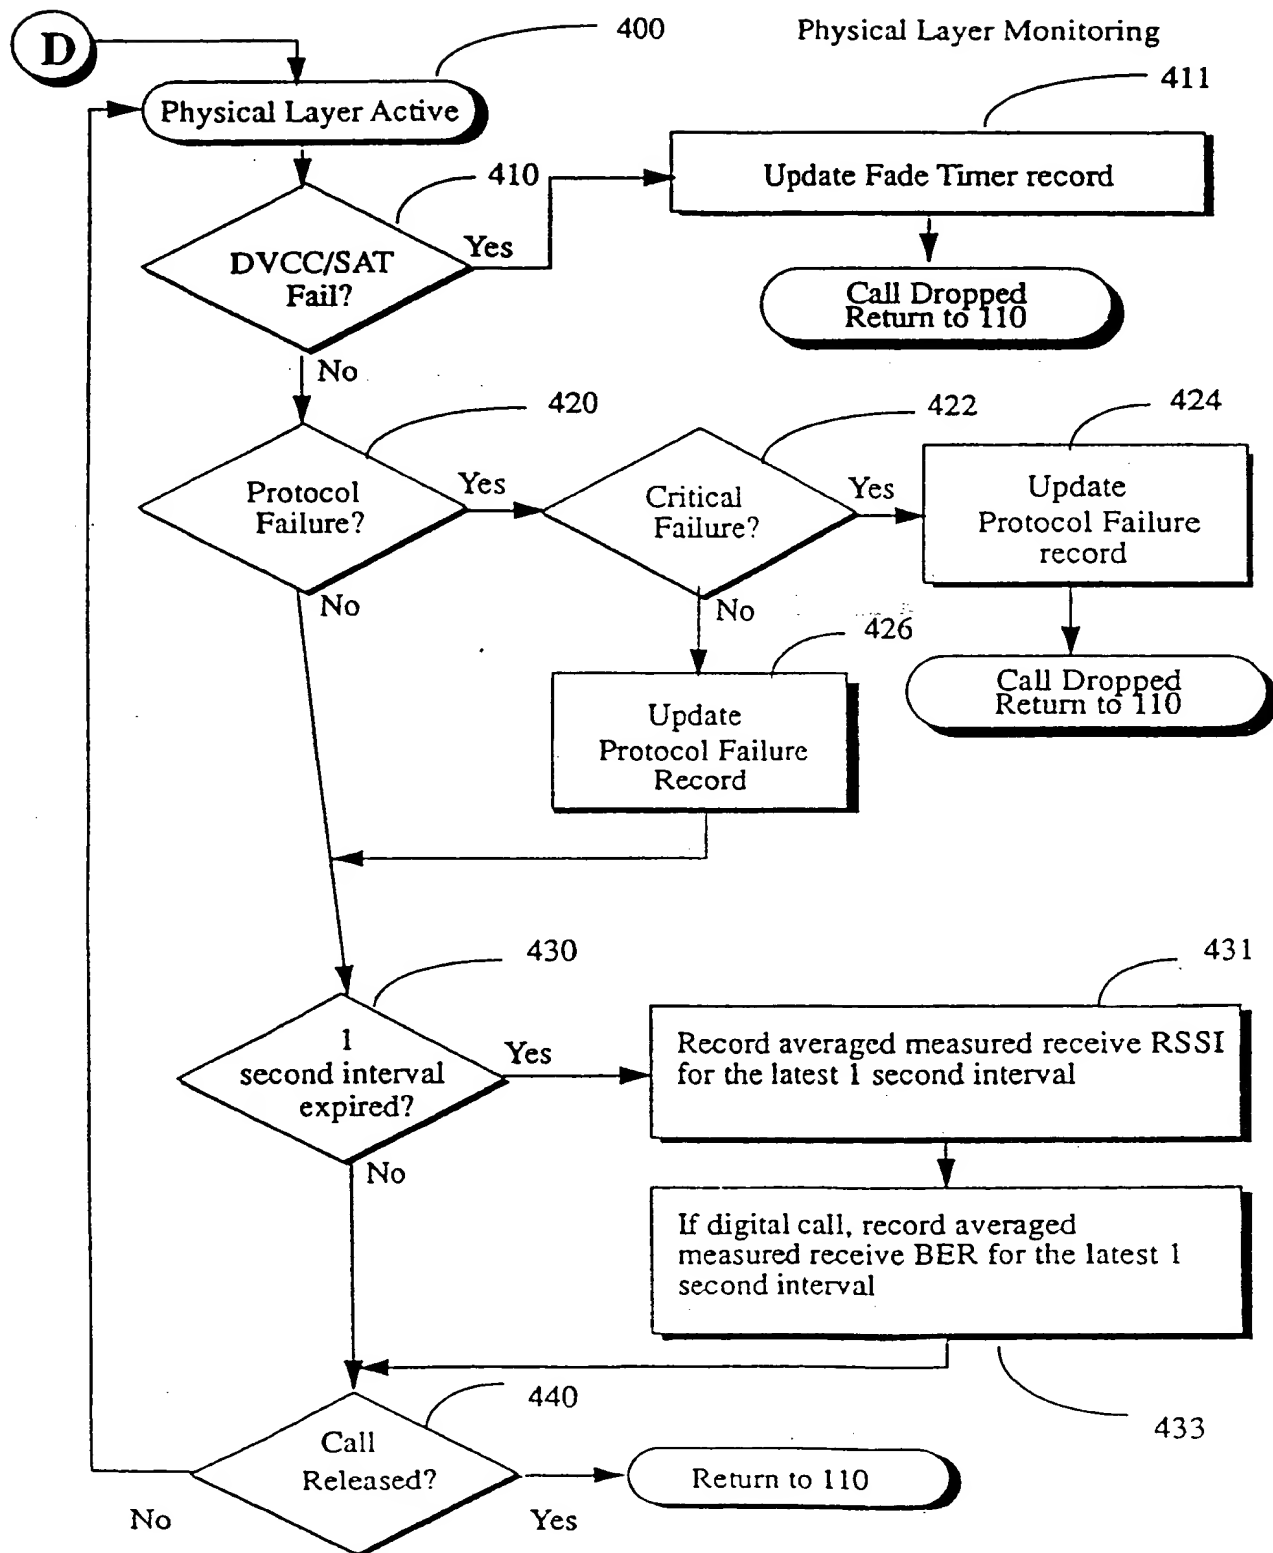 D
400
Physical Layer Monitoring
Physical Layer Active
411
410
Update Fade Timer record
DVCC/SAT
Fail?
Yes
Call Dropped
Return to 110
No
420
422
424
Protocol
Failure?
Yes
Critical
Failure?
Yes
Update
Protocol Failure
record
No
No
426
Call Dropped
Return to 110
Update
Protocol Failure
Record
430
431
1
second interval
expired?
Yes
Record averaged measured receive RSSI
for the latest 1 second interval
No
If digital call, record averaged
measured receive BER for the latest 1
second interval
440
433
Call
Released?
Return to 110
No
Yes